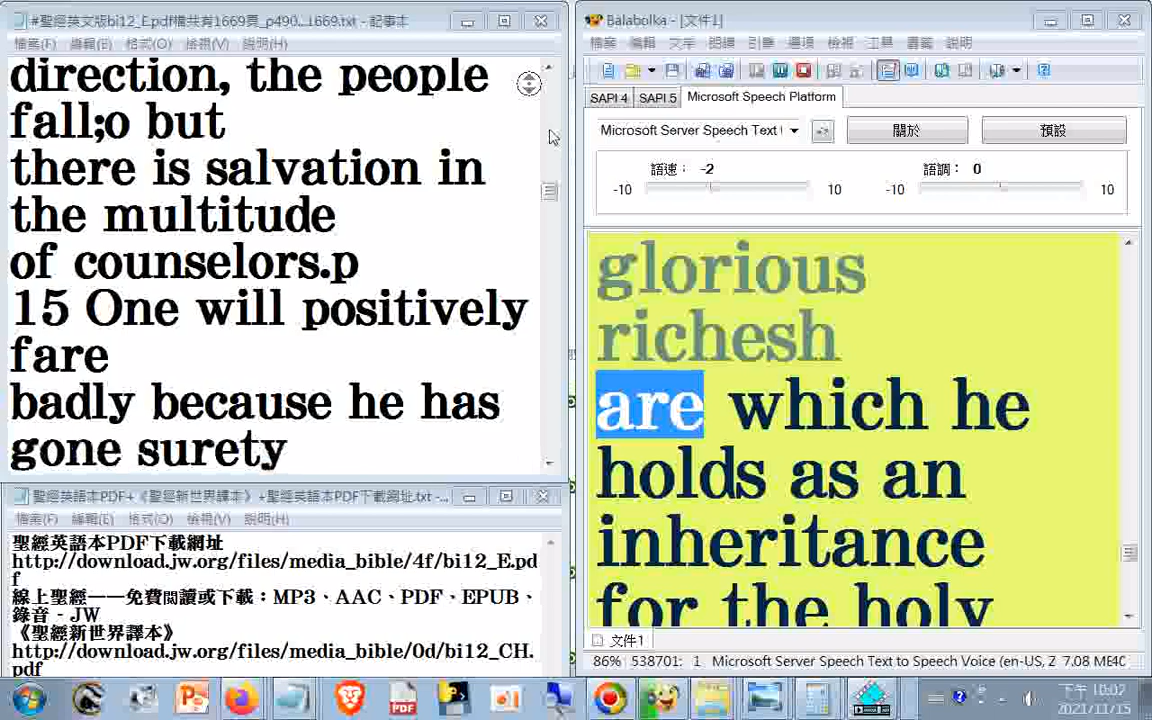 #聖經英文版bi12_E.pdf檔共有1669頁_p490...1669.txt - 記事本
檔案(F) 編輯(E) 格式(O) 檢視(V) 說明(H)
direction, the people
fall;o but
there is salvation in
the multitude
of counselors.p
15 One will positively
fare
badly because he has
gone surety
聖經英語本PDF+《聖經新世界譯本》+聖經英語本PDF下載網址.txt -...
檔案(F) 編輯(E) 格式(O) 檢視(V) 說明(H)
聖經英語本PDF下載網址
http://download.jw.org/files/media_bible/4f/bi12_E.pd
f
線上聖經——免費閱讀或下載：MP3、AAC、PDF、EPUB、
錄音 - JW
《聖經新世界譯本》
http://download.jw.org/files/media_bible/0d/bi12_CH.
pdf
Balabolka - [文件1]
檔案 編輯 文字 朗讀 引擎 選項 檢視 工具 書籤 說明
SAPI 4 SAPI 5 Microsoft Speech Platform
Microsoft Server Speech Text 關於 預設
語速： -2 語調： 0
-10 10 -10 10
glorious
richesh
are which he
holds as an
inheritance
for the holy
文件1
86% 538701: 1 Microsoft Server Speech Text to Speech Voice (en-US, Z 7.08 ME
下午 10:02
2021/11/15